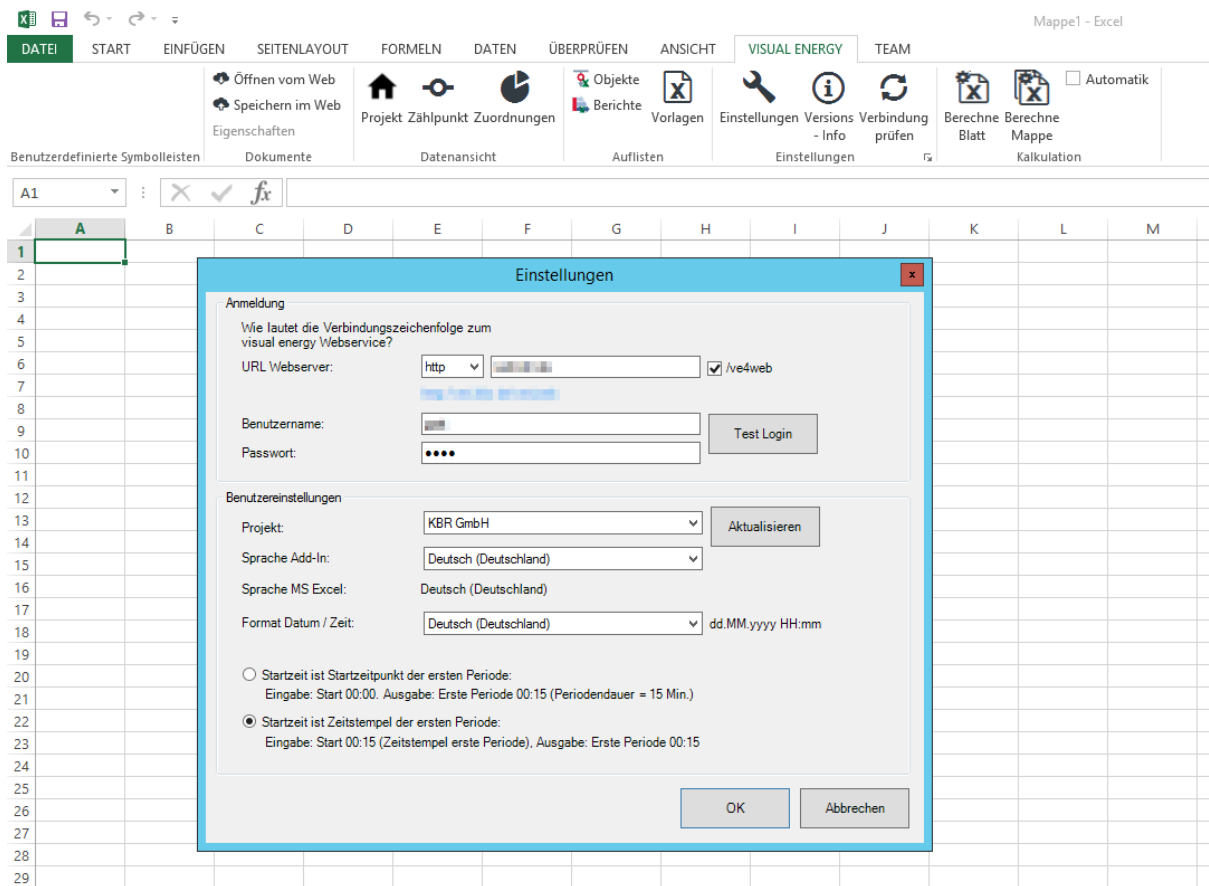 Mappe1 - Excel
DATEI START EINFÜGEN SEITENLAYOUT FORMELN DATEN ÜBERPRÜFEN ANSICHT VISUAL ENERGY TEAM
Öffnen vom Web
Speichern im Web
Eigenschaften
Projekt Zählpunkt Zuordnungen
Objekte
Berichte
Vorlagen
Einstellungen Versions - Info Verbindung prüfen
Berechne Blatt Berechne Mappe
Automatik
Benutzerdefinierte Symbolleisten Dokumente Datenansicht Auflisten Einstellungen Kalkulation
A1 fx
A B C D E F G H I J K L M
1
2
3
4
5
6
7
8
9
10
11
12
13
14
15
16
17
18
19
20
21
22
23
24
25
26
27
28
29
Einstellungen x
Anmeldung
Wie lautet die Verbindungszeichenfolge zum
visual energy Webservice?
URL Webserver: http /ve4web
Benutzername:
Test Login
Passwort: ••••
Benutzereinstellungen
Projekt: KBR GmbH Aktualisieren
Sprache Add-In: Deutsch (Deutschland)
Sprache MS Excel: Deutsch (Deutschland)
Format Datum / Zeit: Deutsch (Deutschland) dd.MM.yyyy HH:mm
Startzeit ist Startzeitpunkt der ersten Periode:
Eingabe: Start 00:00. Ausgabe: Erste Periode 00:15 (Periodendauer = 15 Min.)
Startzeit ist Zeitstempel der ersten Periode:
Eingabe: Start 00:15 (Zeitstempel erste Periode), Ausgabe: Erste Periode 00:15
OK Abbrechen